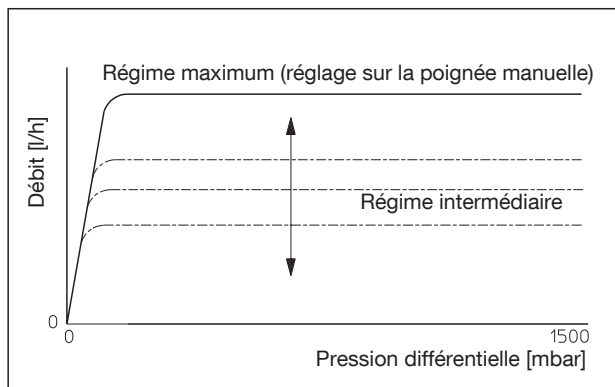 Régime maximum (réglage sur la poignée manuelle)
Débit [l/h]
Régime intermédiaire
0
0
1500
Pression différentielle [mbar]